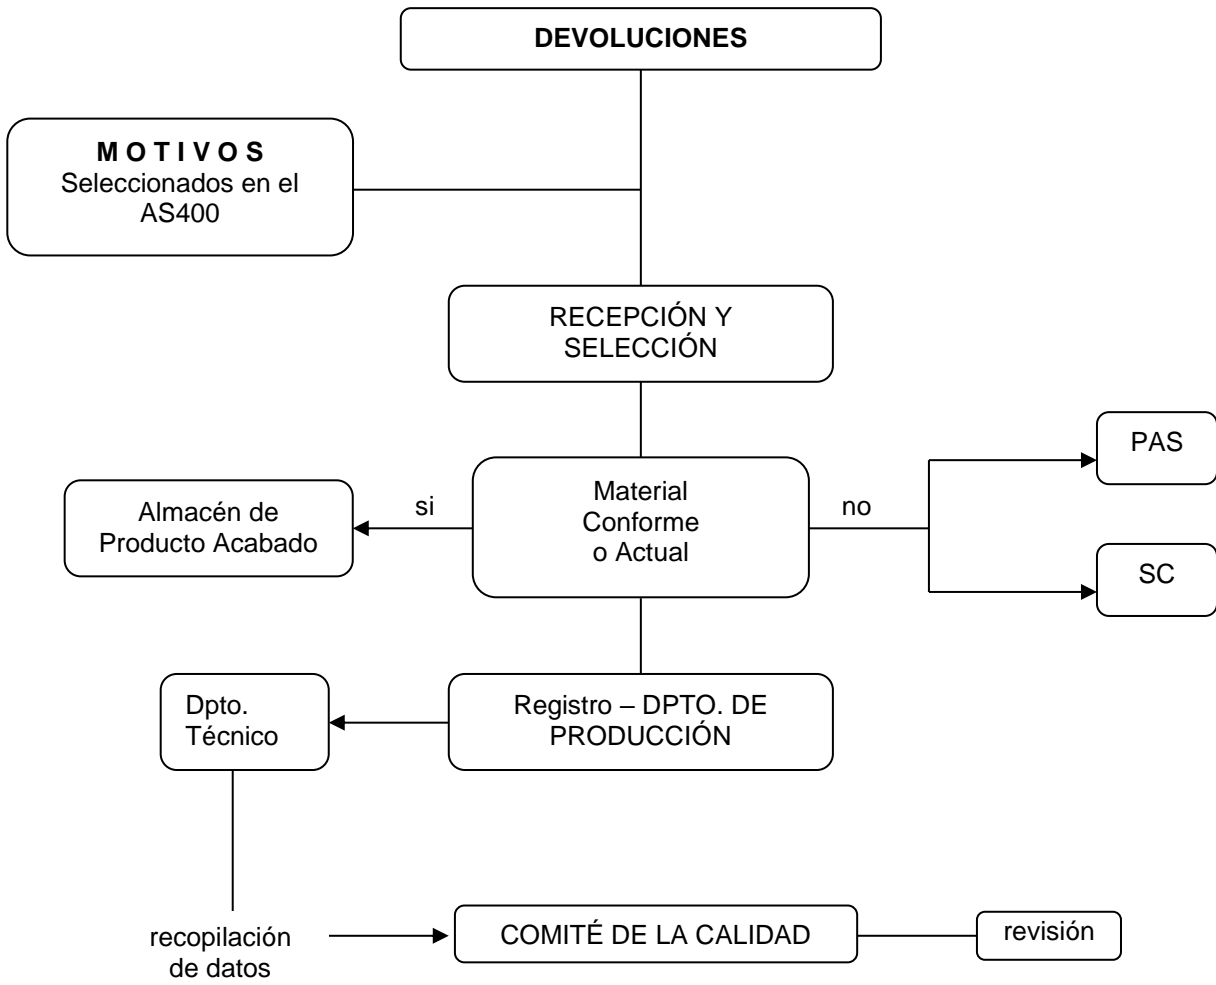 DEVOLUCIONES
M O T I V O S
Seleccionados en el
AS400
RECEPCIÓN Y
SELECCIÓN
PAS
Almacén de
Producto Acabado
si
Material
Conforme
o Actual
no
SC
Dpto.
Técnico
Registro – DPTO. DE
PRODUCCIÓN
recopilación
de datos
COMITÉ DE LA CALIDAD
revisión